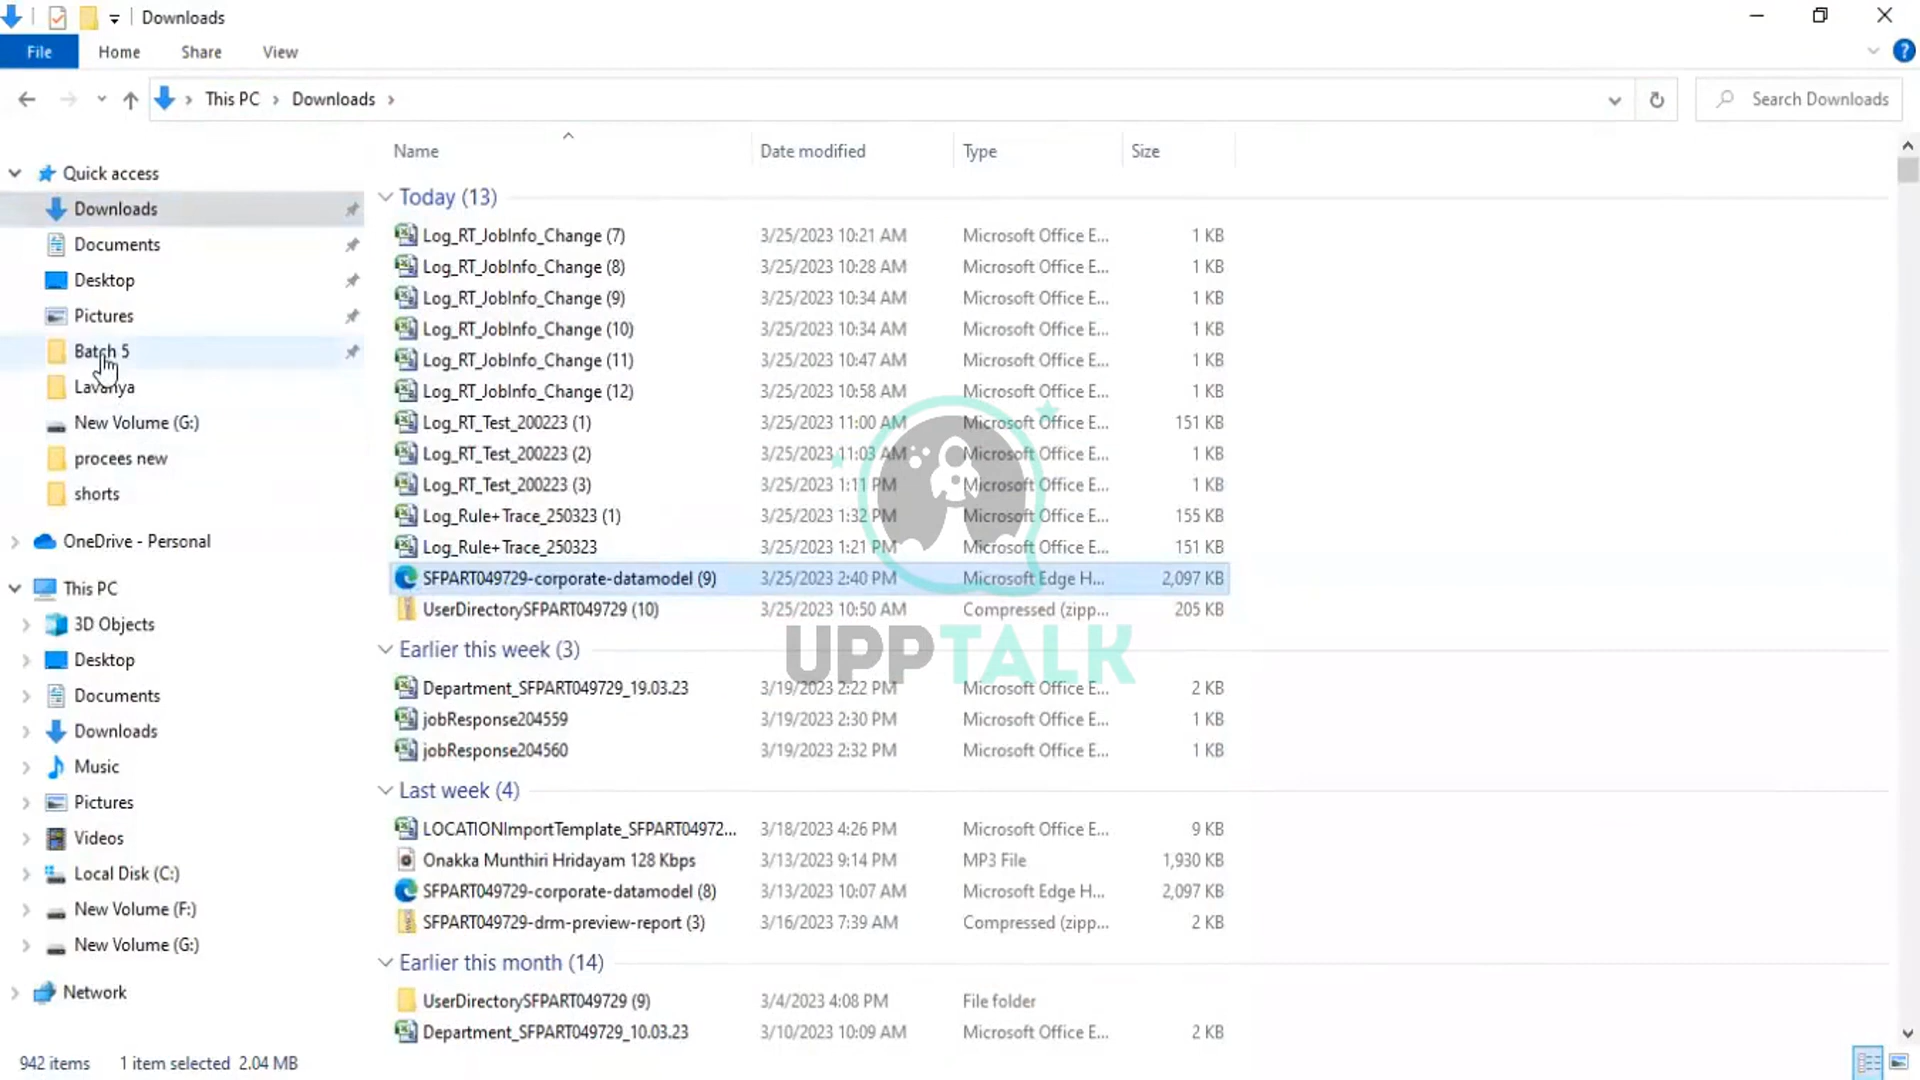 Downloads
File Home Share View
This PC Downloads
Search Downloads
Name Date modified Type Size
Quick access
Downloads
Documents
Desktop
Pictures
Batch 5
Lavanya
New Volume (G:)
procees new
shorts
OneDrive - Personal
This PC
3D Objects
Desktop
Documents
Downloads
Music
Pictures
Videos
Local Disk (C:)
New Volume (F:)
New Volume (G:)
Network
Today (13)
Log_RT_JobInfo_Change (7) 3/25/2023 10:21 AM Microsoft Office E... 1 KB
Log_RT_JobInfo_Change (8) 3/25/2023 10:28 AM Microsoft Office E... 1 KB
Log_RT_JobInfo_Change (9) 3/25/2023 10:34 AM Microsoft Office E... 1 KB
Log_RT_JobInfo_Change (10) 3/25/2023 10:34 AM Microsoft Office E... 1 KB
Log_RT_JobInfo_Change (11) 3/25/2023 10:47 AM Microsoft Office E... 1 KB
Log_RT_JobInfo_Change (12) 3/25/2023 10:58 AM Microsoft Office E... 1 KB
Log_RT_Test_200223 (1) 3/25/2023 11:00 AM Microsoft Office E... 151 KB
Log_RT_Test_200223 (2) 3/25/2023 11:03 AM Microsoft Office E... 1 KB
Log_RT_Test_200223 (3) 3/25/2023 1:11 PM Microsoft Office E... 1 KB
Log_Rule+Trace_250323 (1) 3/25/2023 1:32 PM Microsoft Office E... 155 KB
Log_Rule+Trace_250323 3/25/2023 1:21 PM Microsoft Office E... 151 KB
SFPART049729-corporate-datamodel (9) 3/25/2023 2:40 PM Microsoft Edge H... 2,097 KB
UserDirectorySFPART049729 (10) 3/25/2023 10:50 AM Compressed (zipp... 205 KB
Earlier this week (3)
UPPTALK
Department_SFPART049729_19.03.23 3/19/2023 2:22 PM Microsoft Office E... 2 KB
jobResponse204559 3/19/2023 2:30 PM Microsoft Office E... 1 KB
jobResponse204560 3/19/2023 2:32 PM Microsoft Office E... 1 KB
Last week (4)
LOCATIONImportTemplate_SFPART04972... 3/18/2023 4:26 PM Microsoft Office E... 9 KB
Onakka Munthiri Hridayam 128 Kbps 3/13/2023 9:14 PM MP3 File 1,930 KB
SFPART049729-corporate-datamodel (8) 3/13/2023 10:07 AM Microsoft Edge H... 2,097 KB
SFPART049729-drm-preview-report (3) 3/16/2023 7:39 AM Compressed (zipp... 2 KB
Earlier this month (14)
UserDirectorySFPART049729 (9) 3/4/2023 4:08 PM File folder
Department_SFPART049729_10.03.23 3/10/2023 10:09 AM Microsoft Office E... 2 KB
942 items 1 item selected 2.04 MB